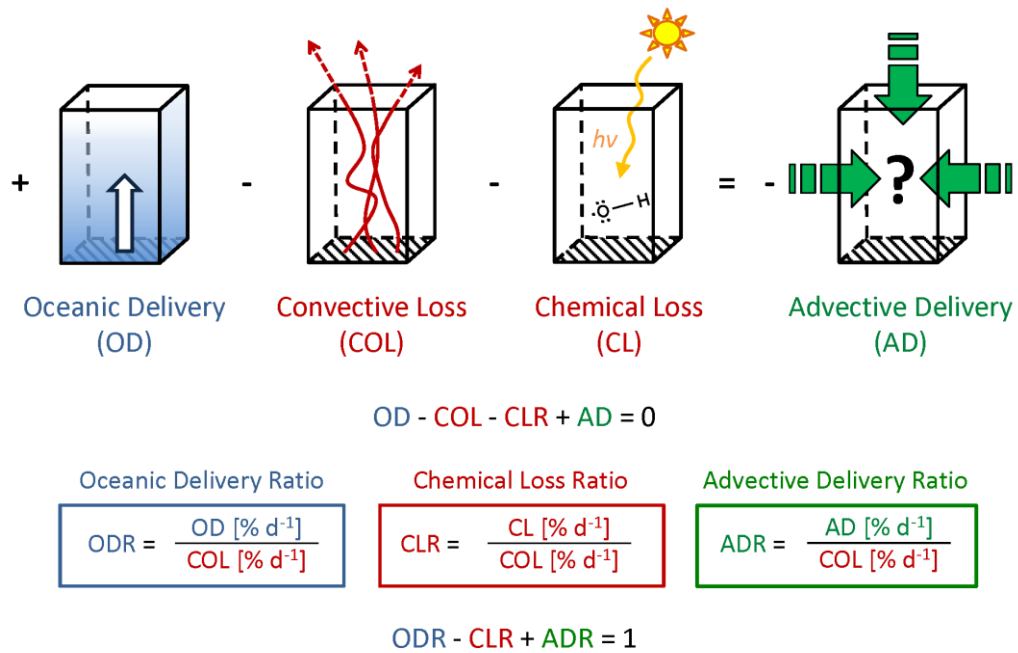 hν
Ö—H
?
+ - - = -
Oceanic Delivery
(OD)
Convective Loss
(COL)
Chemical Loss
(CL)
Advective Delivery
(AD)
OD - COL - CLR + AD = 0
Oceanic Delivery Ratio
ODR = OD [% d⁻¹]
COL [% d⁻¹]
Chemical Loss Ratio
CLR = CL [% d⁻¹]
COL [% d⁻¹]
Advective Delivery Ratio
ADR = AD [% d⁻¹]
COL [% d⁻¹]
ODR - CLR + ADR = 1